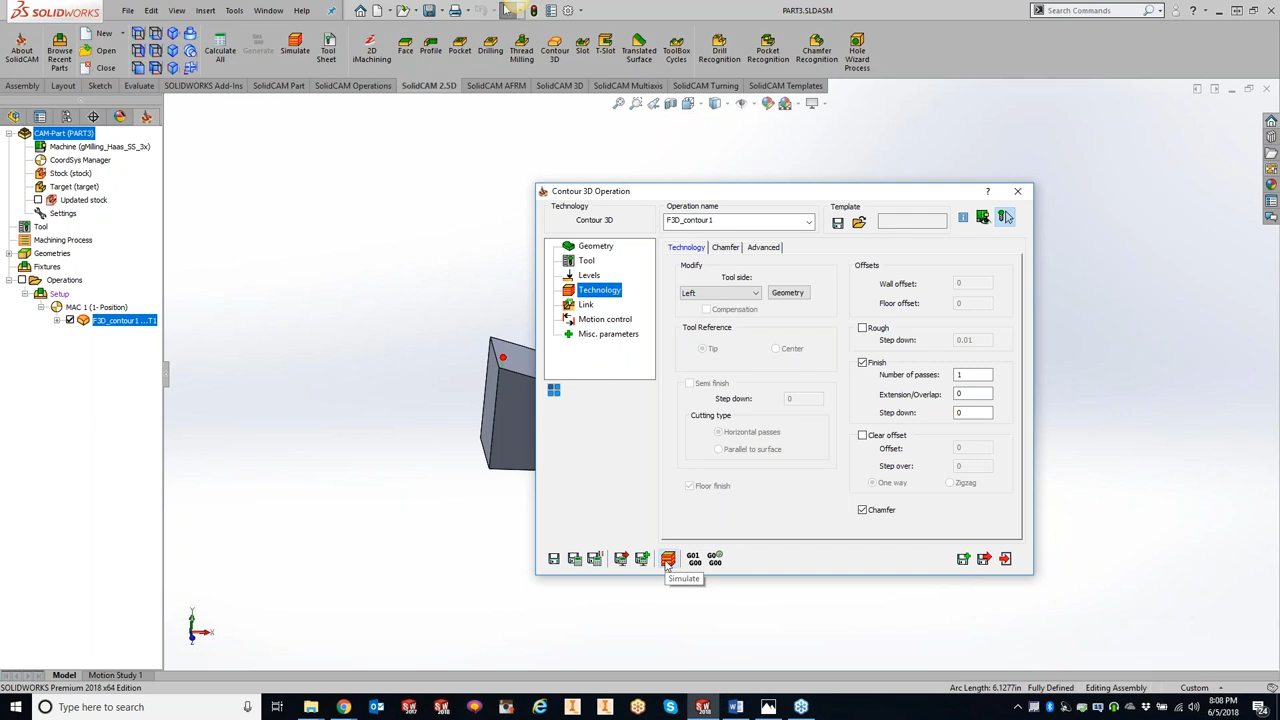 SOLIDWORKS File Edit View Insert Tools Window Help PART3.SLDASM Search Commands
About SolidCAM Browse Recent Parts New Open Close Calculate All G01 G00 Generate Simulate Tool Sheet 2D iMachining Face Profile Pocket Drilling Thread Milling Contour 3D Slot T-Slot Translated Surface ToolBox Cycles Drill Recognition Pocket Recognition Chamfer Recognition Hole Wizard Process
Assembly Layout Sketch Evaluate SOLIDWORKS Add-Ins SolidCAM Part SolidCAM Operations SolidCAM 2.5D SolidCAM AFRM SolidCAM 3D SolidCAM Multiaxis SolidCAM Turning SolidCAM Templates
CAM-Part (PART3)
Machine (gMilling_Haas_SS_3x)
CoordSys Manager
Stock (stock)
Target (target)
Updated stock
Settings
Tool
Machining Process
Geometries
Fixtures
Operations
Setup
MAC 1 (1- Position)
F3D_contour1 ...T1
Contour 3D Operation ?
Technology Operation name Template
Contour 3D F3D_contour1
Geometry
Tool
Levels
Technology
Link
Motion control
Misc. parameters
Technology Chamfer Advanced
Modify
Tool side:
Left Geometry
Compensation
Tool Reference
Tip Center
Semi finish
Step down: 0
Cutting type
Horizontal passes
Parallel to surface
Floor finish
Offsets
Wall offset: 0
Floor offset: 0
Rough
Step down: 0.01
Finish
Number of passes: 1
Extension/Overlap: 0
Step down: 0
Clear offset
Offset: 0
Step over: 0
One way Zigzag
Chamfer
G01 G00 G0 G00
Simulate
Y
X
Z
Model Motion Study 1
SOLIDWORKS Premium 2018 x64 Edition Arc Length: 6.1277in Fully Defined Editing Assembly Custom
Type here to search 2017 2018 2018 8:08 PM
6/5/2018